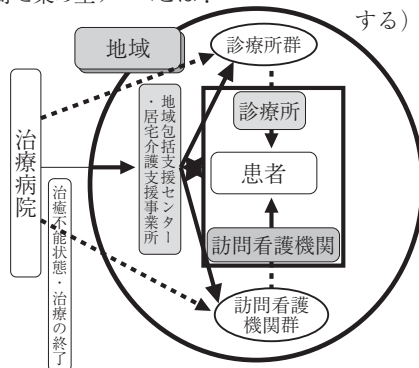 する)
地域
診療所群
診療所
患者
訪問看護機関
訪問看護
機関群
地域包括支援センター
・居宅介護支援事業所
治療病院
治癒不能状態・治療の終了